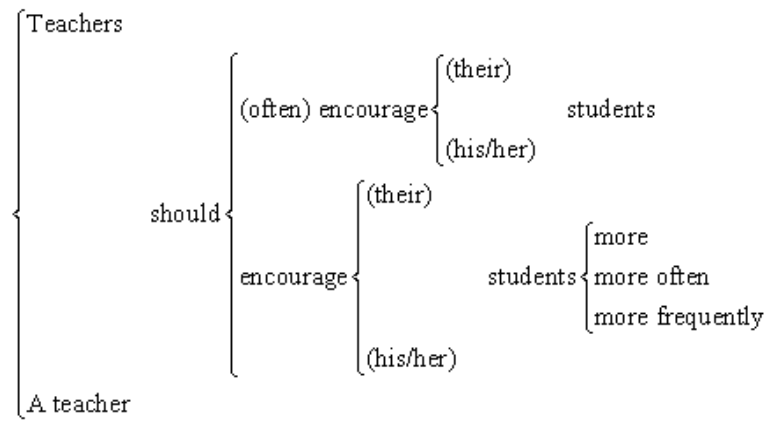 Teachers
(their)
(often) encourage students
(his/her)
(their)
should
more
encourage students more often
more frequently
(his/her)
A teacher